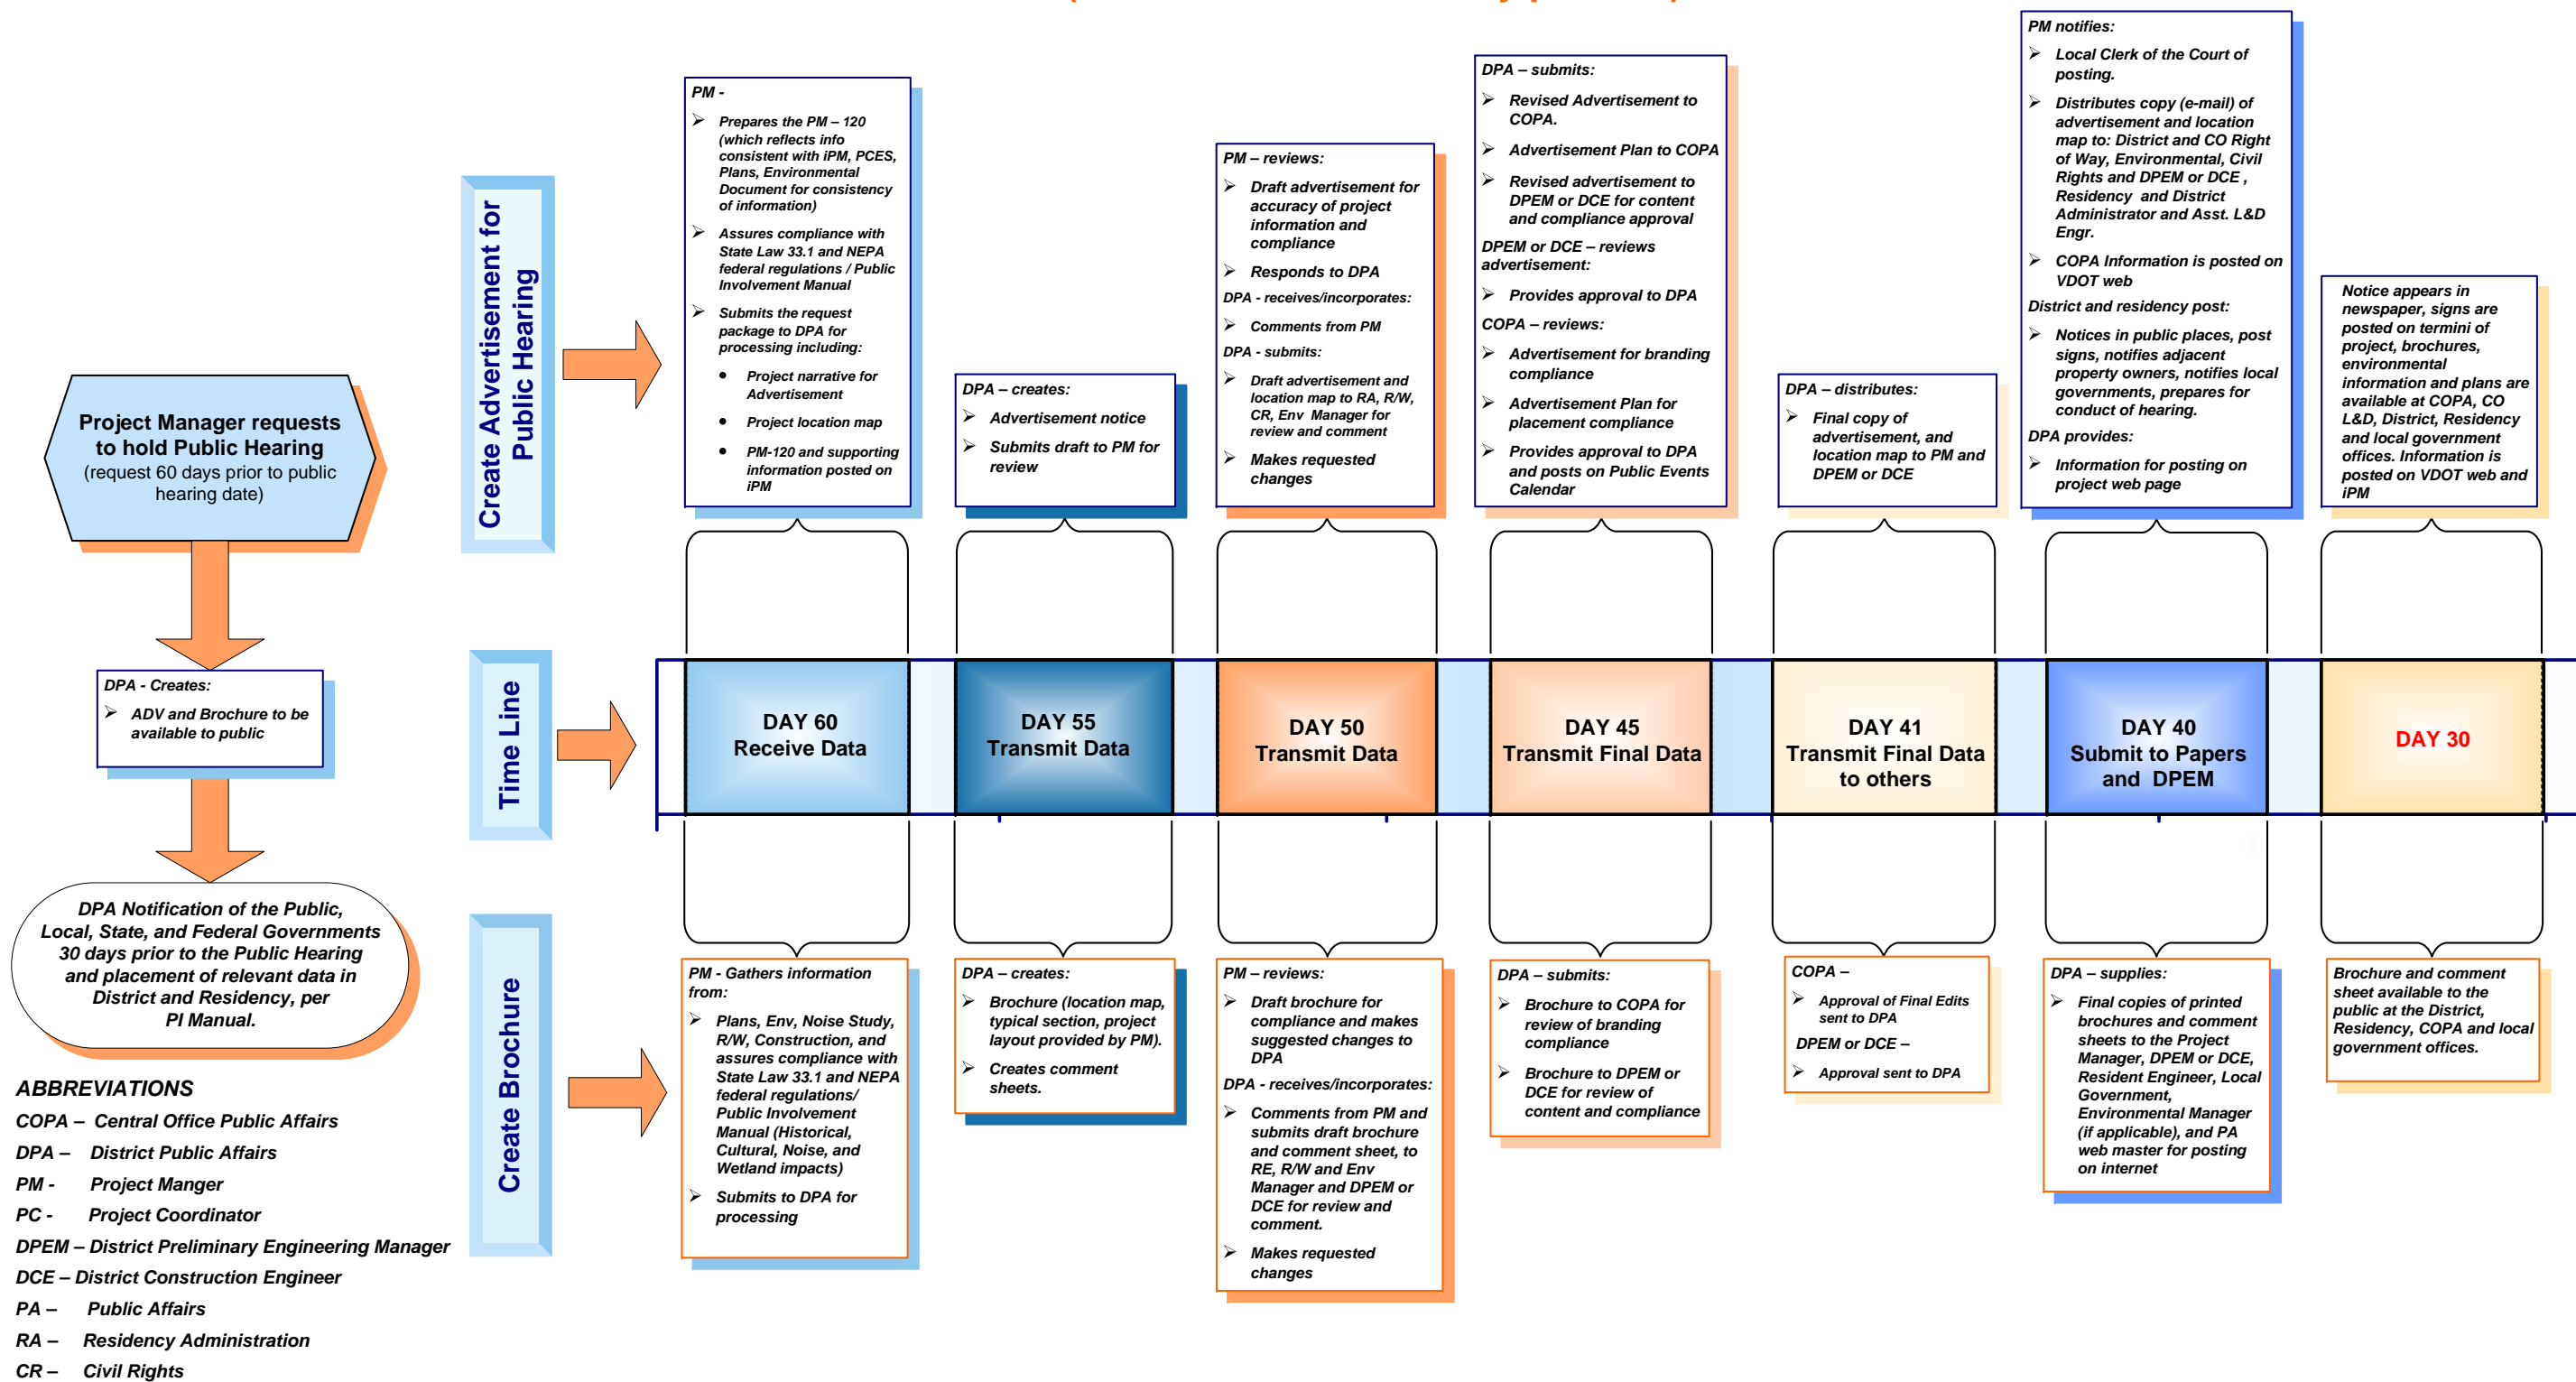 Project Manager requests
to hold Public Hearing
(request 60 days prior to public
hearing date)
DPA - Creates:
➢ ADV and Brochure to be
available to public
DPA Notification of the Public,
Local, State, and Federal Governments
30 days prior to the Public Hearing
and placement of relevant data in
District and Residency, per
PI Manual.
ABBREVIATIONS
COPA – Central Office Public Affairs
DPA – District Public Affairs
PM - Project Manger
PC - Project Coordinator
DPEM – District Preliminary Engineering Manager
DCE – District Construction Engineer
PA – Public Affairs
RA – Residency Administration
CR – Civil Rights
Create Advertisement for
Public Hearing
PM -
➢ Prepares the PM – 120
(which reflects info
consistent with iPM, PCES,
Plans, Environmental
Document for consistency
of information)
➢ Assures compliance with
State Law 33.1 and NEPA
federal regulations / Public
Involvement Manual
➢ Submits the request
package to DPA for
processing including:
• Project narrative for
Advertisement
• Project location map
• PM-120 and supporting
information posted on
iPM
DPA – creates:
➢ Advertisement notice
➢ Submits draft to PM for
review
PM – reviews:
➢ Draft advertisement for
accuracy of project
information and
compliance
➢ Responds to DPA
DPA - receives/incorporates:
➢ Comments from PM
DPA - submits:
➢ Draft advertisement and
location map to RA, R/W,
CR, Env Manager for
review and comment
➢ Makes requested
changes
DPA – submits:
➢ Revised Advertisement to
COPA.
➢ Advertisement Plan to COPA
➢ Revised advertisement to
DPEM or DCE for content
and compliance approval
DPEM or DCE – reviews
advertisement:
➢ Provides approval to DPA
COPA – reviews:
➢ Advertisement for branding
compliance
➢ Advertisement Plan for
placement compliance
➢ Provides approval to DPA
and posts on Public Events
Calendar
DPA – distributes:
➢ Final copy of
advertisement, and
location map to PM and
DPEM or DCE
PM notifies:
➢ Local Clerk of the Court of
posting.
➢ Distributes copy (e-mail) of
advertisement and location
map to: District and CO Right
of Way, Environmental, Civil
Rights and DPEM or DCE ,
Residency and District
Administrator and Asst. L&D
Engr.
➢ COPA Information is posted on
VDOT web
District and residency post:
➢ Notices in public places, post
signs, notifies adjacent
property owners, notifies local
governments, prepares for
conduct of hearing.
DPA provides:
➢ Information for posting on
project web page
Notice appears in
newspaper, signs are
posted on termini of
project, brochures,
environmental
information and plans are
available at COPA, CO
L&D, District, Residency
and local government
offices. Information is
posted on VDOT web and
iPM
Time Line
DAY 60
Receive Data
DAY 55
Transmit Data
DAY 50
Transmit Data
DAY 45
Transmit Final Data
DAY 41
Transmit Final Data
to others
DAY 40
Submit to Papers
and DPEM
DAY 30
Create Brochure
PM - Gathers information
from:
➢ Plans, Env, Noise Study,
R/W, Construction, and
assures compliance with
State Law 33.1 and NEPA
federal regulations/
Public Involvement
Manual (Historical,
Cultural, Noise, and
Wetland impacts)
➢ Submits to DPA for
processing
DPA – creates:
➢ Brochure (location map,
typical section, project
layout provided by PM).
➢ Creates comment
sheets.
PM – reviews:
➢ Draft brochure for
compliance and makes
suggested changes to
DPA
DPA - receives/incorporates:
➢ Comments from PM and
submits draft brochure
and comment sheet, to
RE, R/W and Env
Manager and DPEM or
DCE for review and
comment.
➢ Makes requested
changes
DPA – submits:
➢ Brochure to COPA for
review of branding
compliance
➢ Brochure to DPEM or
DCE for review of
content and compliance
COPA –
➢ Approval of Final Edits
sent to DPA
DPEM or DCE –
➢ Approval sent to DPA
DPA – supplies:
➢ Final copies of printed
brochures and comment
sheets to the Project
Manager, DPEM or DCE,
Resident Engineer, Local
Government,
Environmental Manager
(if applicable), and PA
web master for posting
on internet
Brochure and comment
sheet available to the
public at the District,
Residency, COPA and local
government offices.